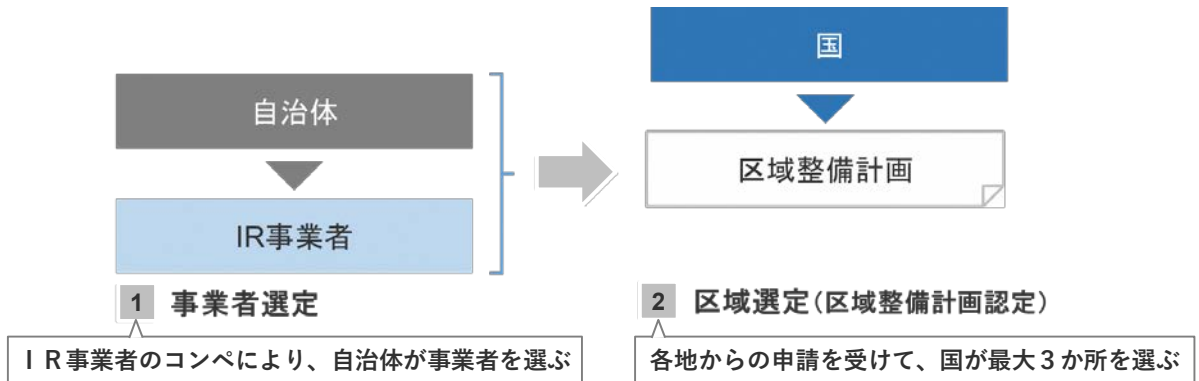 自治体
IR事業者
1 事業者選定
ＩＲ事業者のコンペにより、自治体が事業者を選ぶ
国
区域整備計画
2 区域選定(区域整備計画認定)
各地からの申請を受けて、国が最大３か所を選ぶ